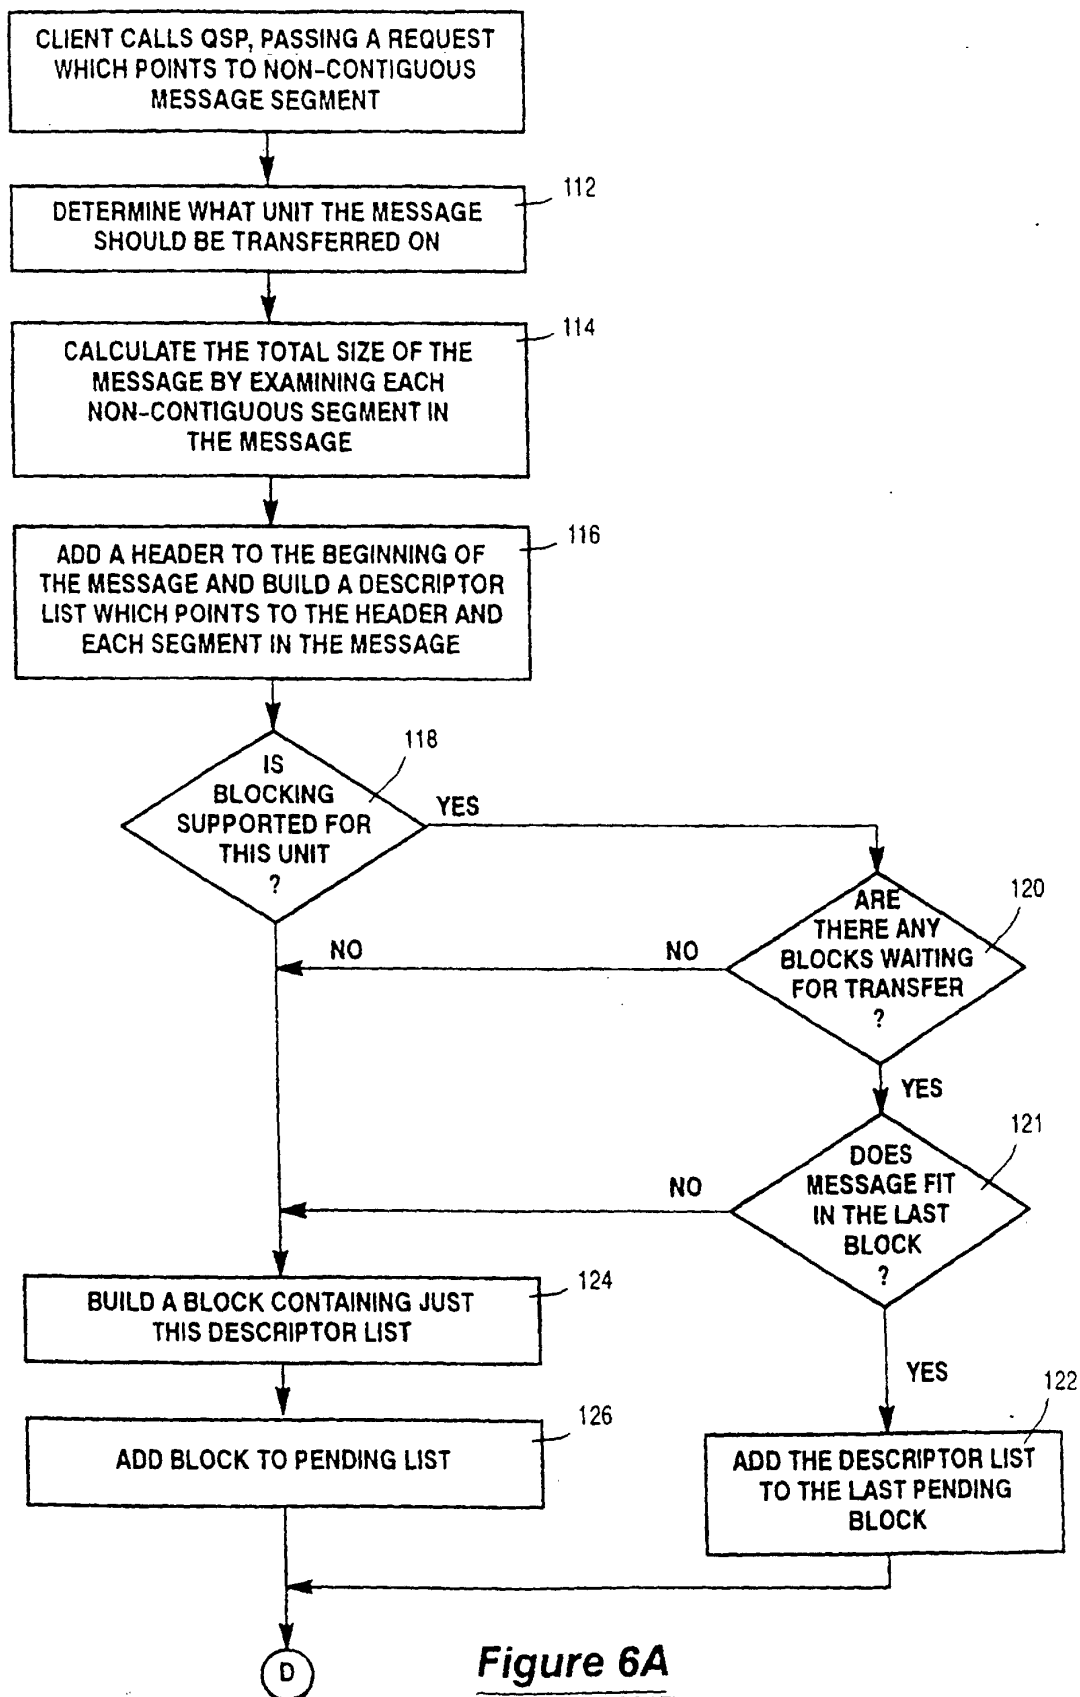 CLIENT CALLS QSP, PASSING A REQUEST
WHICH POINTS TO NON-CONTIGUOUS
MESSAGE SEGMENT
112
DETERMINE WHAT UNIT THE MESSAGE
SHOULD BE TRANSFERRED ON
114
CALCULATE THE TOTAL SIZE OF THE
MESSAGE BY EXAMINING EACH
NON-CONTIGUOUS SEGMENT IN
THE MESSAGE
116
ADD A HEADER TO THE BEGINNING OF
THE MESSAGE AND BUILD A DESCRIPTOR
LIST WHICH POINTS TO THE HEADER AND
EACH SEGMENT IN THE MESSAGE
118
IS
BLOCKING
SUPPORTED FOR
THIS UNIT
?
YES
120
ARE
THERE ANY
BLOCKS WAITING
FOR TRANSFER
?
NO
NO
YES
121
DOES
MESSAGE FIT
IN THE LAST
BLOCK
?
NO
YES
124
BUILD A BLOCK CONTAINING JUST
THIS DESCRIPTOR LIST
126
ADD BLOCK TO PENDING LIST
122
ADD THE DESCRIPTOR LIST
TO THE LAST PENDING
BLOCK
D
Figure 6A